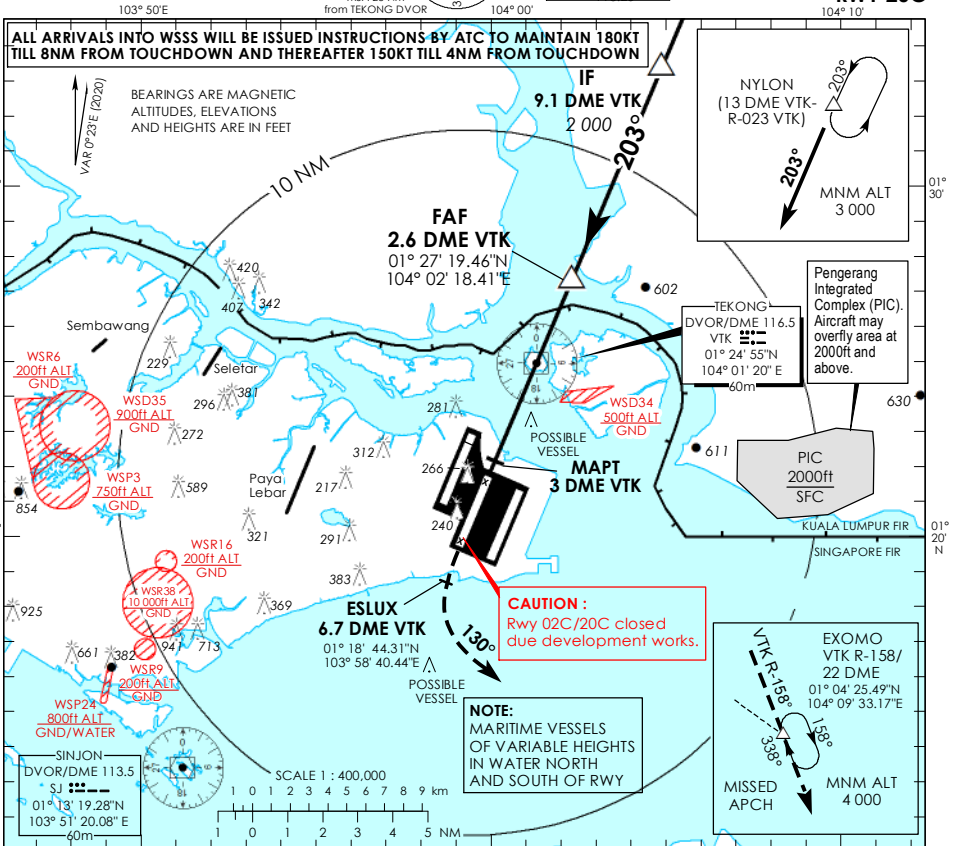 103° 50'E
from TEKONG DVOR
104° 00'
104° 10'
ALL ARRIVALS INTO WSSS WILL BE ISSUED INSTRUCTIONS BY ATC TO MAINTAIN 180KT
TILL 8NM FROM TOUCHDOWN AND THEREAFTER 150KT TILL 4NM FROM TOUCHDOWN
VAR 0°23'E (2020)
BEARINGS ARE MAGNETIC
ALTITUDES, ELEVATIONS
AND HEIGHTS ARE IN FEET
IF
9.1 DME VTK
2 000
203°
10 NM
NYLON
(13 DME VTK-
R-023 VTK)
203°
203°
MNM ALT
3 000
01°
30'
FAF
2.6 DME VTK
01° 27' 19.46"N
104° 02' 18.41"E
420
407
342
602
Pengerang
Integrated
Complex (PIC).
Aircraft may
overfly area at
2000ft and
above.
TEKONG
DVOR/DME 116.5
VTK
01° 24' 55"N
104° 01' 20" E
60m
Sembawang
229
Seletar
WSR6
200ft ALT
GND
WSD35
900ft ALT
GND
296
381
281
0
9
18
27
WSD34
500ft ALT
GND
630
POSSIBLE
VESSEL
272
312
611
PIC
2000ft
SFC
WSP3
750ft ALT
GND
589
Paya
Lebar
217
266
MAPT
3 DME VTK
854
321
291
240
KUALA LUMPUR FIR
SINGAPORE FIR
01°
20'
N
WSR16
200ft ALT
GND
WSR38
10 000ft ALT
GND
383
369
925
ESLUX
6.7 DME VTK
01° 18' 44.31"N
103° 58' 40.44"E
130°
CAUTION :
Rwy 02C/20C closed
due development works.
661
382
941
713
WSR9
200ft ALT
GND
POSSIBLE
VESSEL
WSP24
800ft ALT
GND/WATER
NOTE:
MARITIME VESSELS
OF VARIABLE HEIGHTS
IN WATER NORTH
AND SOUTH OF RWY
VTK R-158°
EXOMO
VTK R-158/
22 DME
01° 04' 25.49"N
104° 09' 33.17"E
158°
338°
MISSED
APCH
MNM ALT
4 000
SINJON
DVOR/DME 113.5
SJ
01° 13' 19.28"N
103° 51' 20.08" E
60m
0
9
18
27
SCALE 1 : 400,000
1 0 1 2 3 4 5 6 7 8 9 km
1 0 1 2 3 4 5 NM